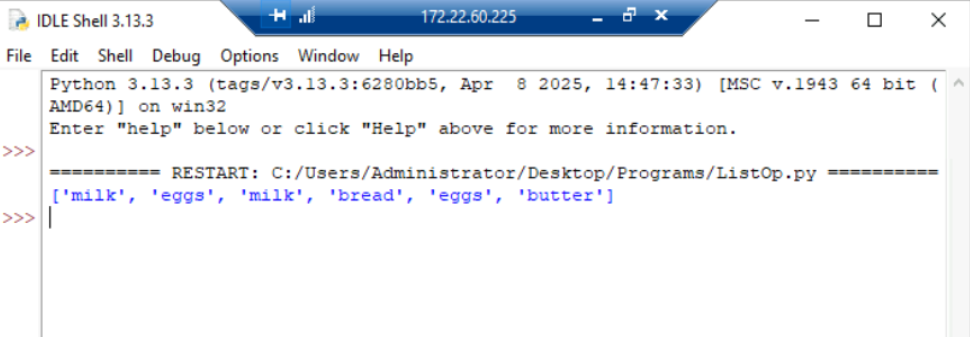 IDLE Shell 3.13.3
172.22.60.225
File Edit Shell Debug Options Window Help
Python 3.13.3 (tags/v3.13.3:6280bb5, Apr  8 2025, 14:47:33) [MSC v.1943 64 bit (
AMD64)] on win32
Enter "help" below or click "Help" above for more information.
>>>
========== RESTART: C:/Users/Administrator/Desktop/Programs/ListOp.py ==========
['milk', 'eggs', 'milk', 'bread', 'eggs', 'butter']
>>>